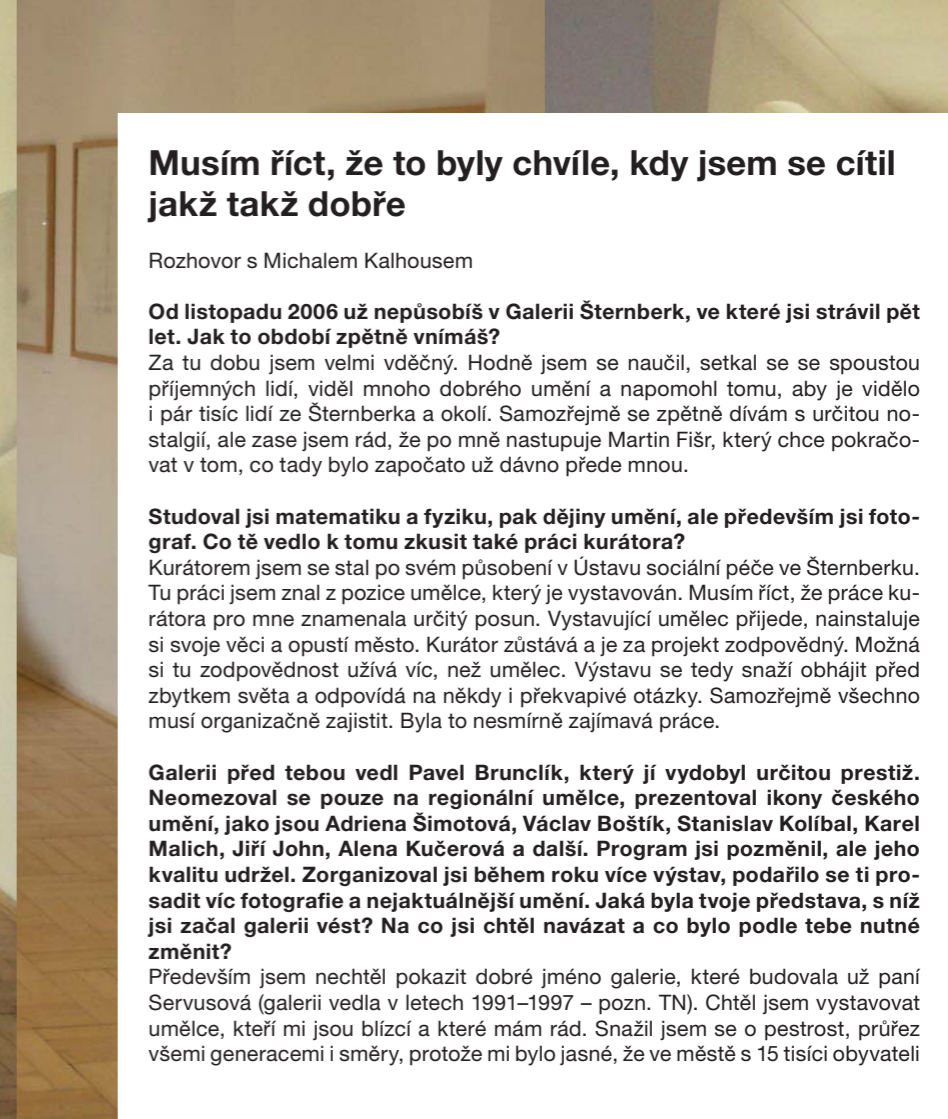 Musím říct, že to byly chvíle, kdy jsem se cítil
jakž takž dobře
Rozhovor s Michalem Kalhousem
Od listopadu 2006 už nepůsobíš v Galerii Šternberk, ve které jsi strávil pět
let. Jak to období zpětně vnímáš?
Za tu dobu jsem velmi vděčný. Hodně jsem se naučil, setkal se se spoustou
příjemných lidí, viděl mnoho dobrého umění a napomohl tomu, aby je vidělo
i pár tisíc lidí ze Šternberka a okolí. Samozřejmě se zpětně dívám s určitou no-
stalgií, ale zase jsem rád, že po mně nastupuje Martin Fišr, který chce pokračo-
vat v tom, co tady bylo započato už dávno přede mnou.
Studoval jsi matematiku a fyziku, pak dějiny umění, ale především jsi foto-
graf. Co tě vedlo k tomu zkusit také práci kurátora?
Kurátorem jsem se stal po svém působení v Ústavu sociální péče ve Šternberku.
Tu práci jsem znal z pozice umělce, který je vystavován. Musím říct, že práce ku-
rátora pro mne znamenala určitý posun. Vystavující umělec přijede, nainstaluje
si svoje věci a opustí město. Kurátor zůstává a je za projekt zodpovědný. Možná
si tu zodpovědnost užívá víc, než umělec. Výstavu se tedy snaží obhájit před
zbytkem světa a odpovídá na někdy i překvapivé otázky. Samozřejmě všechno
musí organizačně zajistit. Byla to nesmírně zajímavá práce.
Galerii před tebou vedl Pavel Brunclík, který jí vydobyl určitou prestiž.
Neomezoval se pouze na regionální umělce, prezentoval ikony českého
umění, jako jsou Adriena Šimotová, Václav Boštík, Stanislav Kolíbal, Karel
Malich, Jiří John, Alena Kučerová a další. Program jsi pozměnil, ale jeho
kvalitu udržel. Zorganizoval jsi během roku více výstav, podařilo se ti pro-
sadit víc fotografie a nejaktuálnější umění. Jaká byla tvoje představa, s níž
jsi začal galerii vést? Na co jsi chtěl navázat a co bylo podle tebe nutné
změnit?
Především jsem nechtěl pokazit dobré jméno galerie, které budovala už paní
Servusová (galerii vedla v letech 1991–1997 – pozn. TN). Chtěl jsem vystavovat
umělce, kteří mi jsou blízcí a které mám rád. Snažil jsem se o pestrost, průřez
všemi generacemi i směry, protože mi bylo jasné, že ve městě s 15 tisíci obyvateli